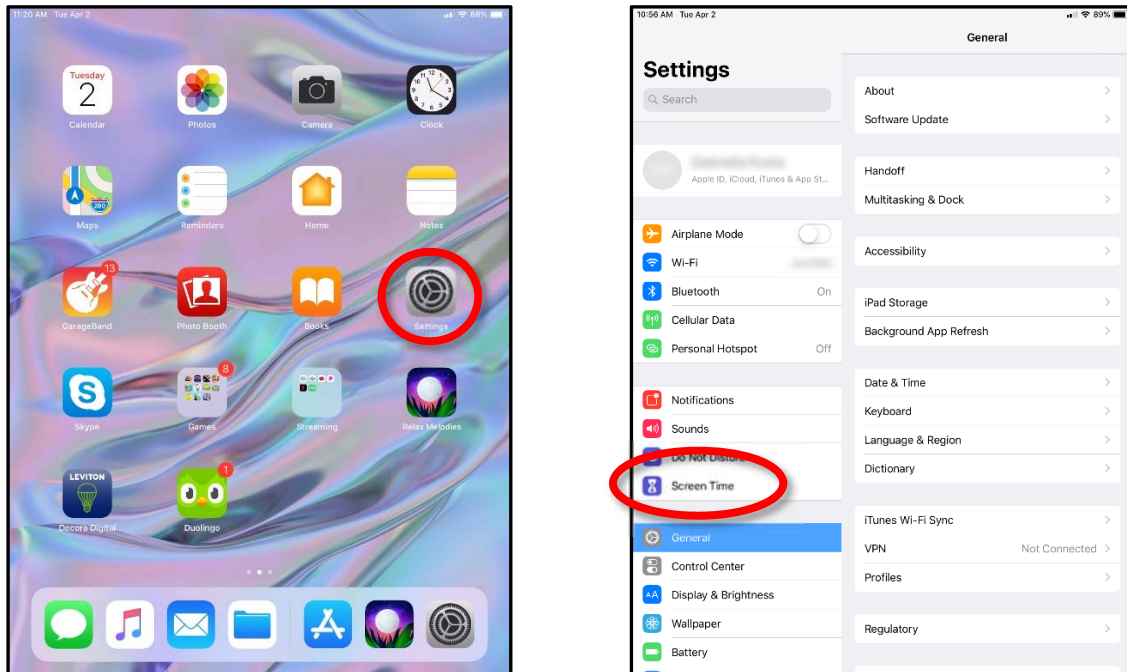 11:20 AM Tue Apr 2
88%
Tuesday
2
Calendar
Photos
Camera
Clock
280
Maps
Reminders
Home
Notes
13
GarageBand
Photo Booth
Books
Settings
8
Skype
Games
Streaming
Relax Melodies
LEVITON
1
Decora Digital
Duolingo
10:56 AM Tue Apr 2
89%
Settings
Search
Apple ID, iCloud, iTunes & App St...
Airplane Mode
Wi-Fi
Bluetooth On
Cellular Data
Personal Hotspot Off
Notifications
Sounds
Do Not Disturb
Screen Time
General
Control Center
Display & Brightness
Wallpaper
Battery
General
About
Software Update
Handoff
Multitasking & Dock
Accessibility
iPad Storage
Background App Refresh
Date & Time
Keyboard
Language & Region
Dictionary
iTunes Wi-Fi Sync
VPN Not Connected
Profiles
Regulatory